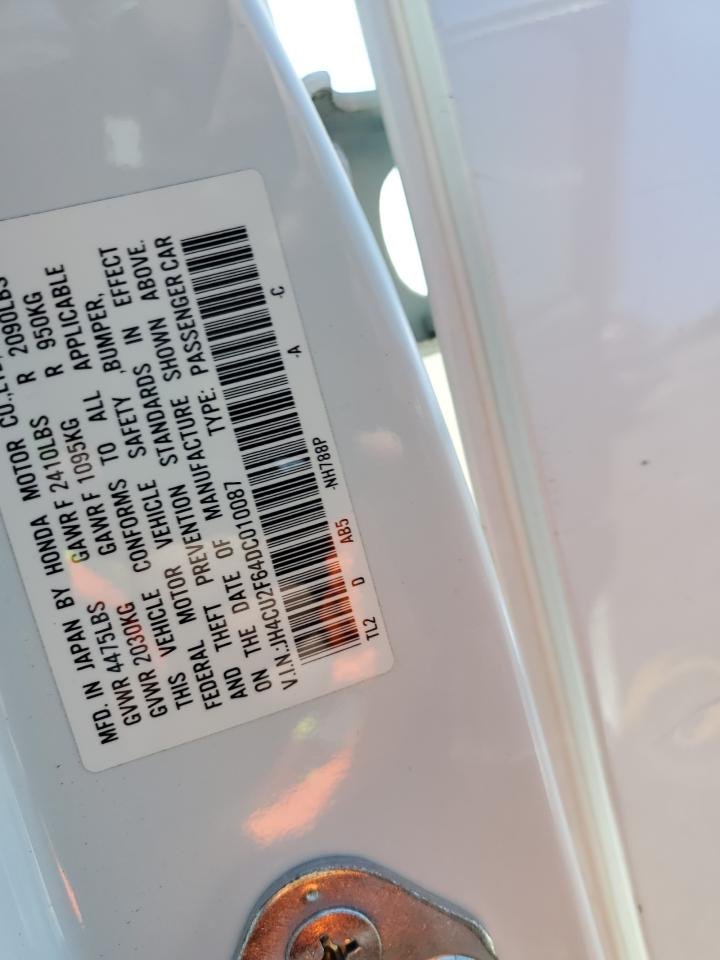 MFD. IN JAPAN BY HONDA MOTOR CO.,LTD.
GVWR 4475LBS GAWR F 2410LBS R 2090LBS
GVWR 2030KG GAWR F 1095KG R 950KG
THIS VEHICLE CONFORMS TO ALL APPLICABLE
FEDERAL MOTOR VEHICLE SAFETY ,BUMPER,
AND THEFT PREVENTION STANDARDS IN EFFECT
ON THE DATE OF MANUFACTURE SHOWN ABOVE.
V.I.N.:JH4CU2F64DC010087 TYPE: PASSENGER CAR
TL2 D AB5 -NH788P -A -C